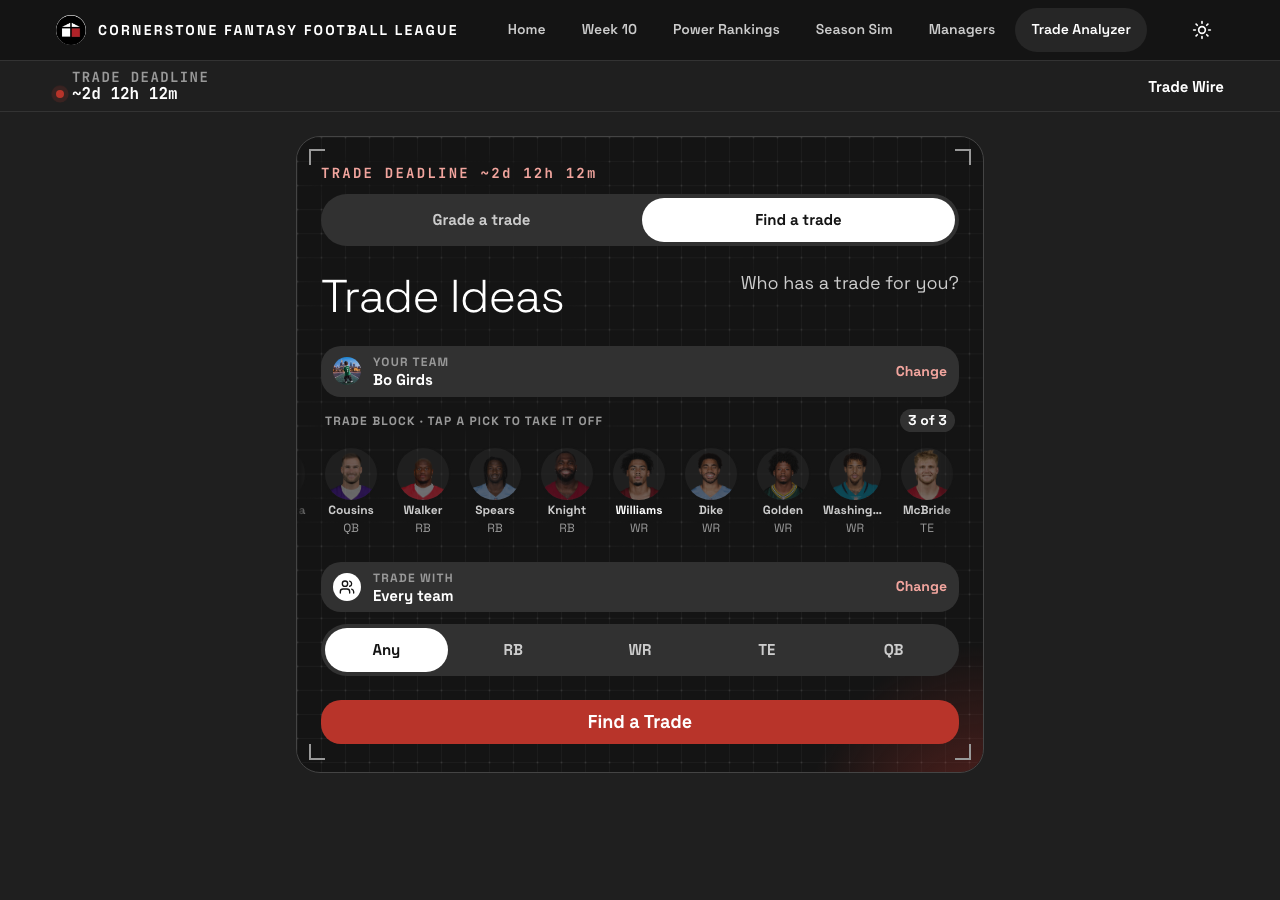 CORNERSTONE FANTASY FOOTBALL LEAGUE
Home
Week 10
Power Rankings
Season Sim
Managers
Trade Analyzer
TRADE DEADLINE
~2d 12h 12m
Trade Wire
TRADE DEADLINE ~2d 12h 12m
Grade a trade
Find a trade
Trade Ideas
Who has a trade for you?
YOUR TEAM
Bo Girds
Change
TRADE BLOCK · TAP A PICK TO TAKE IT OFF
3 of 3
Cousins
QB
Walker
RB
Spears
RB
Knight
RB
Williams
WR
Dike
WR
Golden
WR
Washing...
WR
McBride
TE
TRADE WITH
Every team
Change
Any
RB
WR
TE
QB
Find a Trade